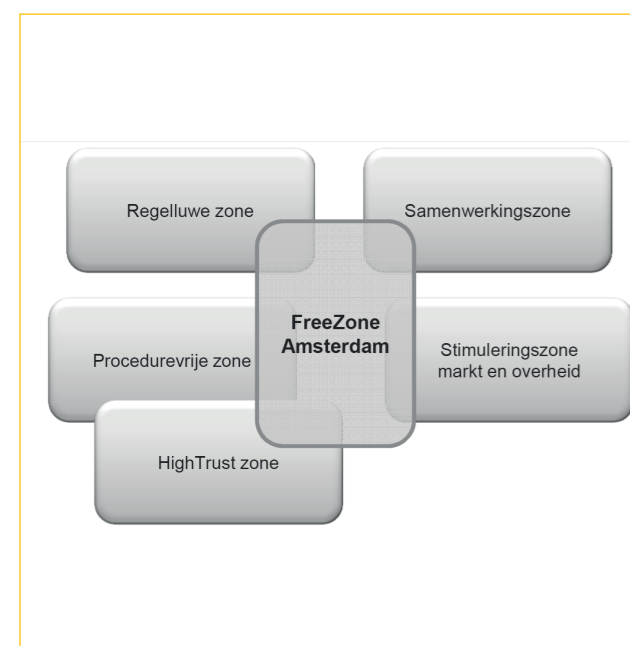 Regelluwe zone
Samenwerkingszone
FreeZone
Amsterdam
Procedurevrije zone
Stimuleringszone
markt en overheid
HighTrust zone